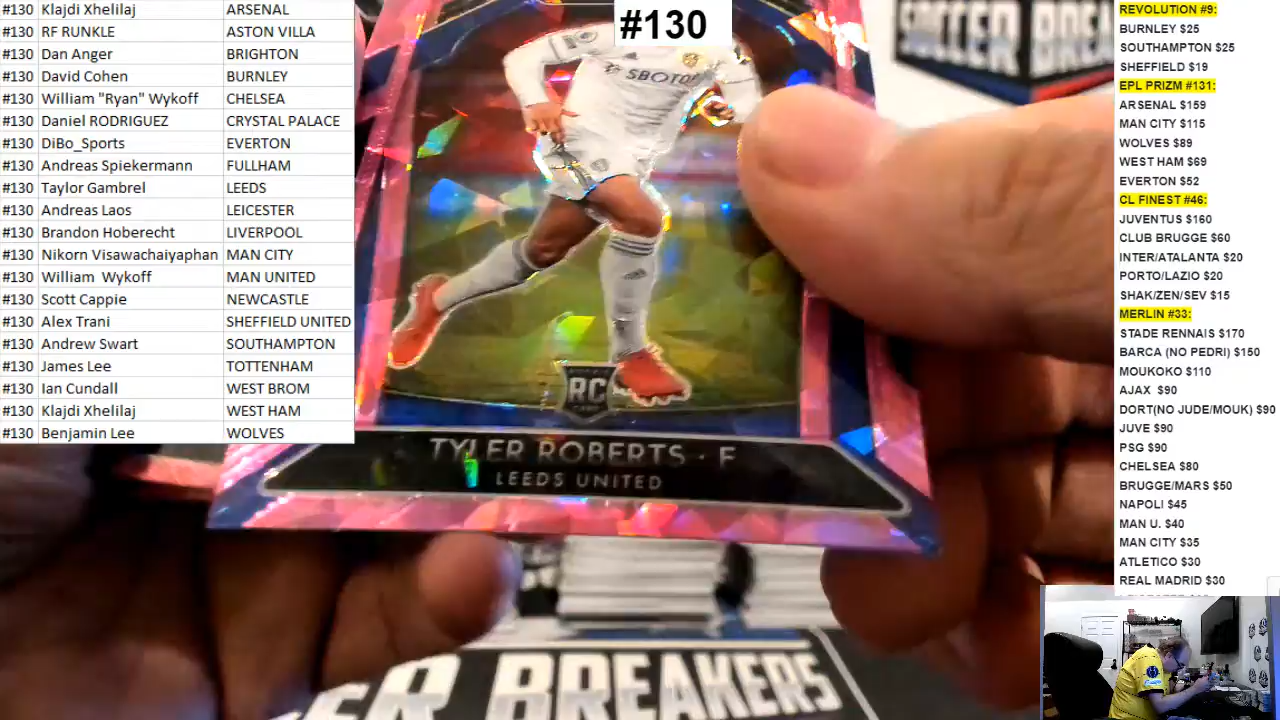 #130 Klajdi Xhelilaj ARSENAL
#130 RF RUNKLE ASTON VILLA
#130 Dan Anger BRIGHTON
#130 David Cohen BURNLEY
#130 William "Ryan" Wykoff CHELSEA
#130 Daniel RODRIGUEZ CRYSTAL PALACE
#130 DiBo_Sports EVERTON
#130 Andreas Spiekermann FULLHAM
#130 Taylor Gambrel LEEDS
#130 Andreas Laos LEICESTER
#130 Brandon Hoberecht LIVERPOOL
#130 Nikorn Visawachaiyaphan MAN CITY
#130 William Wykoff MAN UNITED
#130 Scott Cappie NEWCASTLE
#130 Alex Trani SHEFFIELD UNITED
#130 Andrew Swart SOUTHAMPTON
#130 James Lee TOTTENHAM
#130 Ian Cundall WEST BROM
#130 Klajdi Xhelilaj WEST HAM
#130 Benjamin Lee WOLVES
#130
SOCCER BREA
SBOTO
RC
TYLER ROBERTS · F
LEEDS UNITED
ER BREAKERS
REVOLUTION #9:
BURNLEY $25
SOUTHAMPTON $25
SHEFFIELD $19
EPL PRIZM #131:
ARSENAL $159
MAN CITY $115
WOLVES $89
WEST HAM $69
EVERTON $52
CL FINEST #46:
JUVENTUS $160
CLUB BRUGGE $60
INTER/ATALANTA $20
PORTO/LAZIO $20
SHAK/ZEN/SEV $15
MERLIN #33:
STADE RENNAIS $170
BARCA (NO PEDRI) $150
MOUKOKO $110
AJAX $90
DORT(NO JUDE/MOUK) $90
JUVE $90
PSG $90
CHELSEA $80
BRUGGE/MARS $50
NAPOLI $45
MAN U. $40
MAN CITY $35
ATLETICO $30
REAL MADRID $30